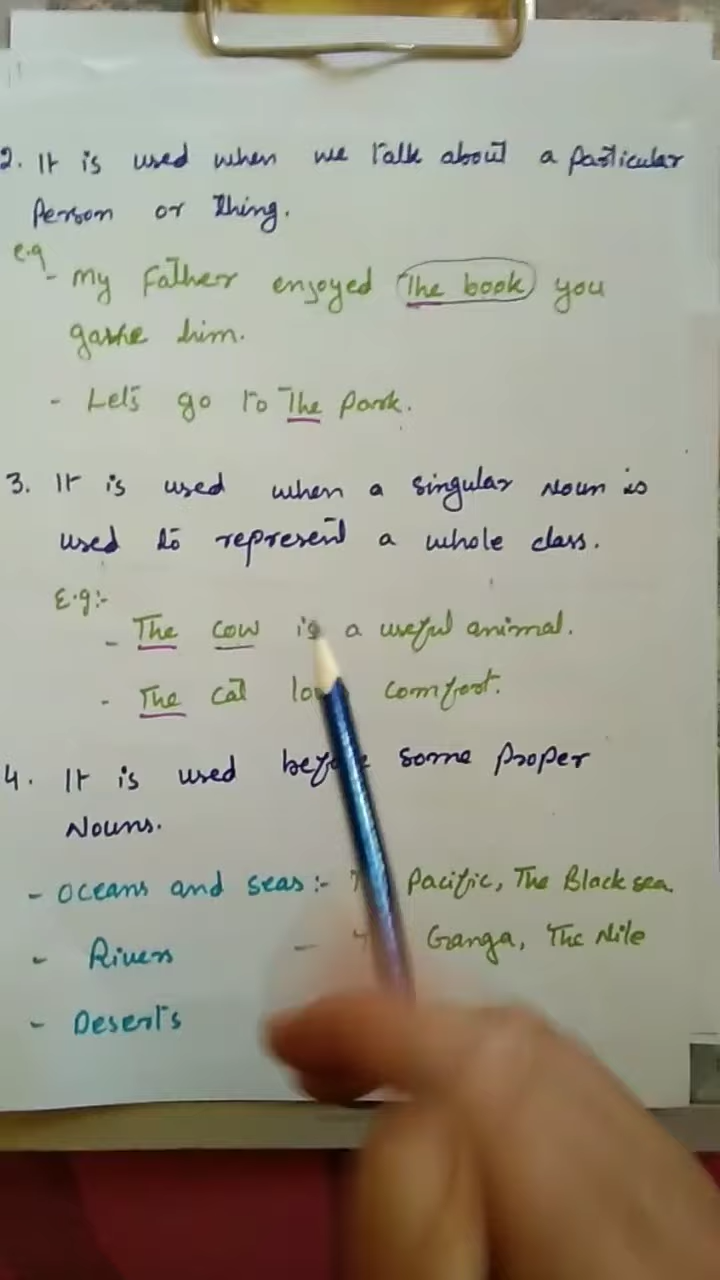 2. It is used when we talk about a particular
person or thing.
e.g
- My Father enjoyed The book you
gave him.
- Let's go to The Park.
3. It is used when a singular Noun is
used to represent a whole class.
E.g:-
- The cow is a useful animal.
- The cat comfort.
4. It is used before some proper
Nouns.
- Oceans and seas:- Pacific, The Black sea.
- Rivers - Ganga, The Nile
- Deserts